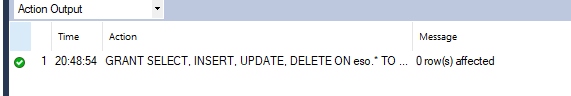 Action Output
Time Action Message
1 20:48:54 GRANT SELECT, INSERT, UPDATE, DELETE ON eso.* TO ... 0 row(s) affected